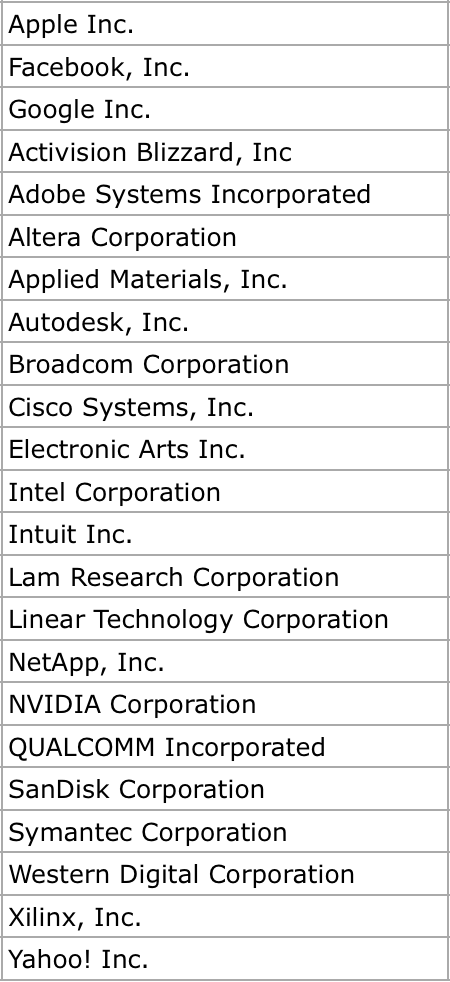 Apple Inc.
Facebook, Inc.
Google Inc.
Activision Blizzard, Inc
Adobe Systems Incorporated
Altera Corporation
Applied Materials, Inc.
Autodesk, Inc.
Broadcom Corporation
Cisco Systems, Inc.
Electronic Arts Inc.
Intel Corporation
Intuit Inc.
Lam Research Corporation
Linear Technology Corporation
NetApp, Inc.
NVIDIA Corporation
QUALCOMM Incorporated
SanDisk Corporation
Symantec Corporation
Western Digital Corporation
Xilinx, Inc.
Yahoo! Inc.